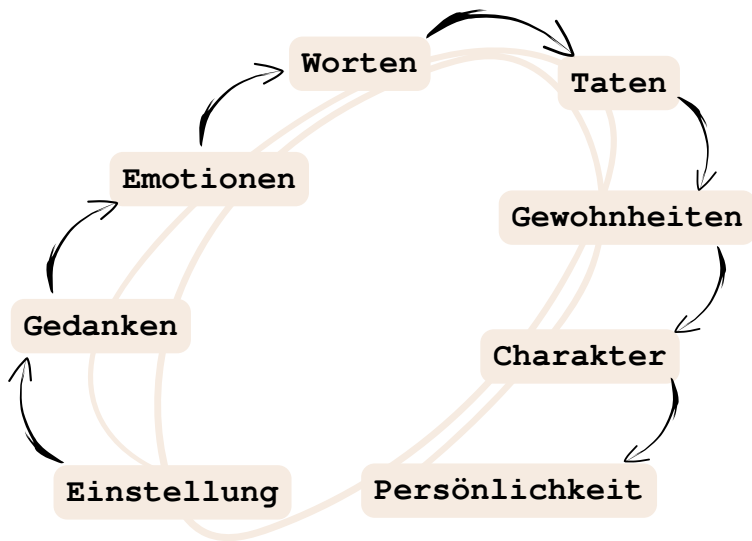 Worten
Taten
Emotionen
Gewohnheiten
Gedanken
Charakter
Einstellung
Persönlichkeit